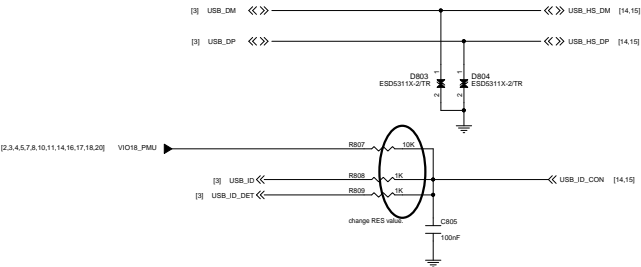 [3] USB_DM USB_HS_DM [14,15]
[3] USB_DP USB_HS_DP [14,15]
D803 D804
ESD5311X-2/TR ESD5311X-2/TR
1 1
2 2
[2,3,4,5,7,8,10,11,14,16,17,18,20] VIO18_PMU R807 10K
[3] USB_ID R808 1K USB_ID_CON [14,15]
[3] USB_ID_DET R809 1K
change RES value.
C805
100nF